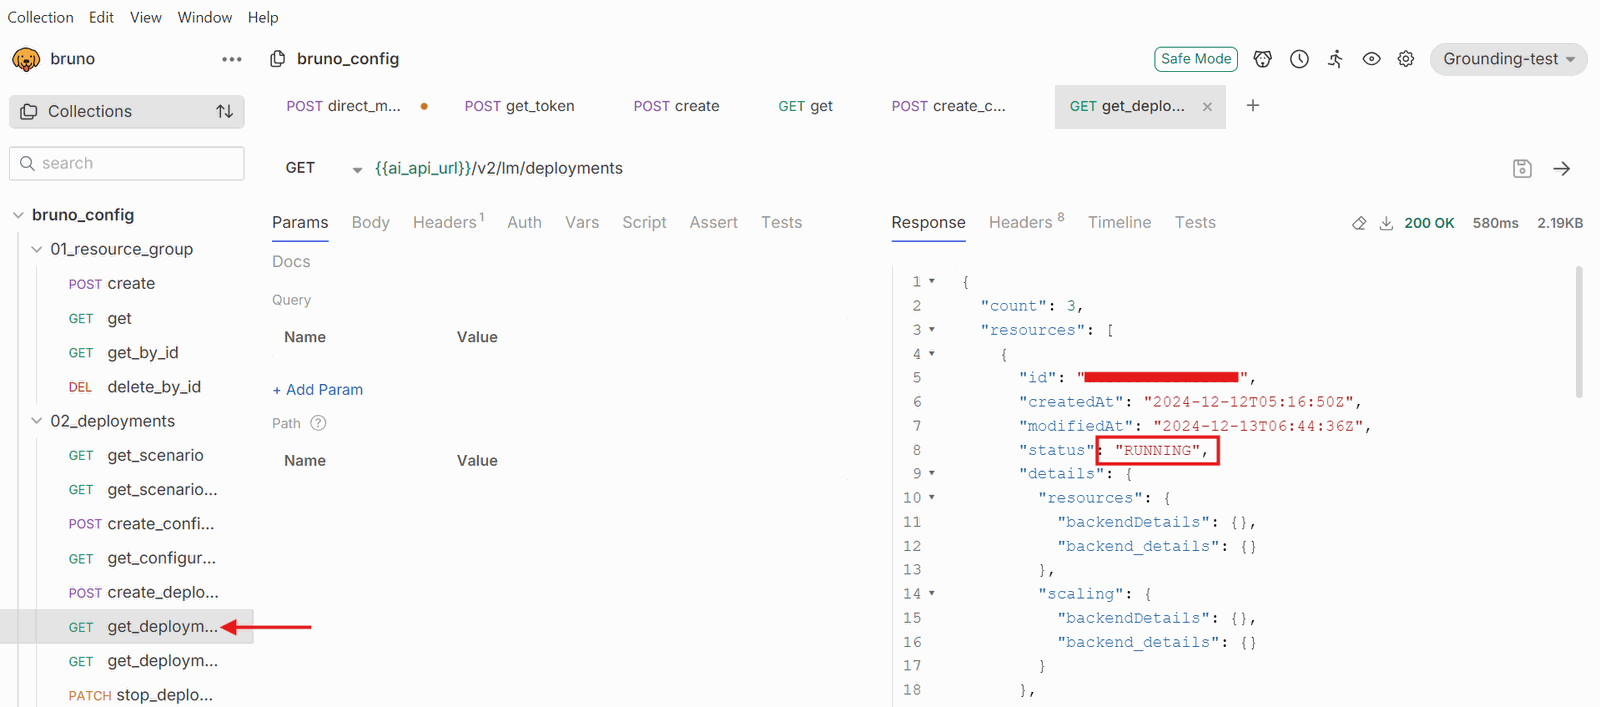 Collection Edit View Window Help
bruno
bruno_config
Safe Mode
Grounding-test
Collections
POST direct_m...
POST get_token
POST create
GET get
POST create_c...
GET get_deplo...
search
GET
{{ai_api_url}}/v2/lm/deployments
bruno_config
01_resource_group
POST create
GET get
GET get_by_id
DEL delete_by_id
02_deployments
GET get_scenario
GET get_scenario...
POST create_confi...
GET get_configur...
POST create_deplo...
GET get_deploym...
GET get_deploym...
PATCH stop_deplo...
Params Body Headers 1 Auth Vars Script Assert Tests
Docs
Query
Name Value
+ Add Param
Path ?
Name Value
Response Headers 8 Timeline Tests
200 OK 580ms 2.19KB
1 {
2 "count": 3,
3 "resources": [
4 {
5 "id": "",
6 "createdAt": "2024-12-12T05:16:50Z",
7 "modifiedAt": "2024-12-13T06:44:36Z",
8 "status": "RUNNING",
9 "details": {
10 "resources": {
11 "backendDetails": {},
12 "backend_details": {}
13 },
14 "scaling": {
15 "backendDetails": {},
16 "backend_details": {}
17 }
18 },